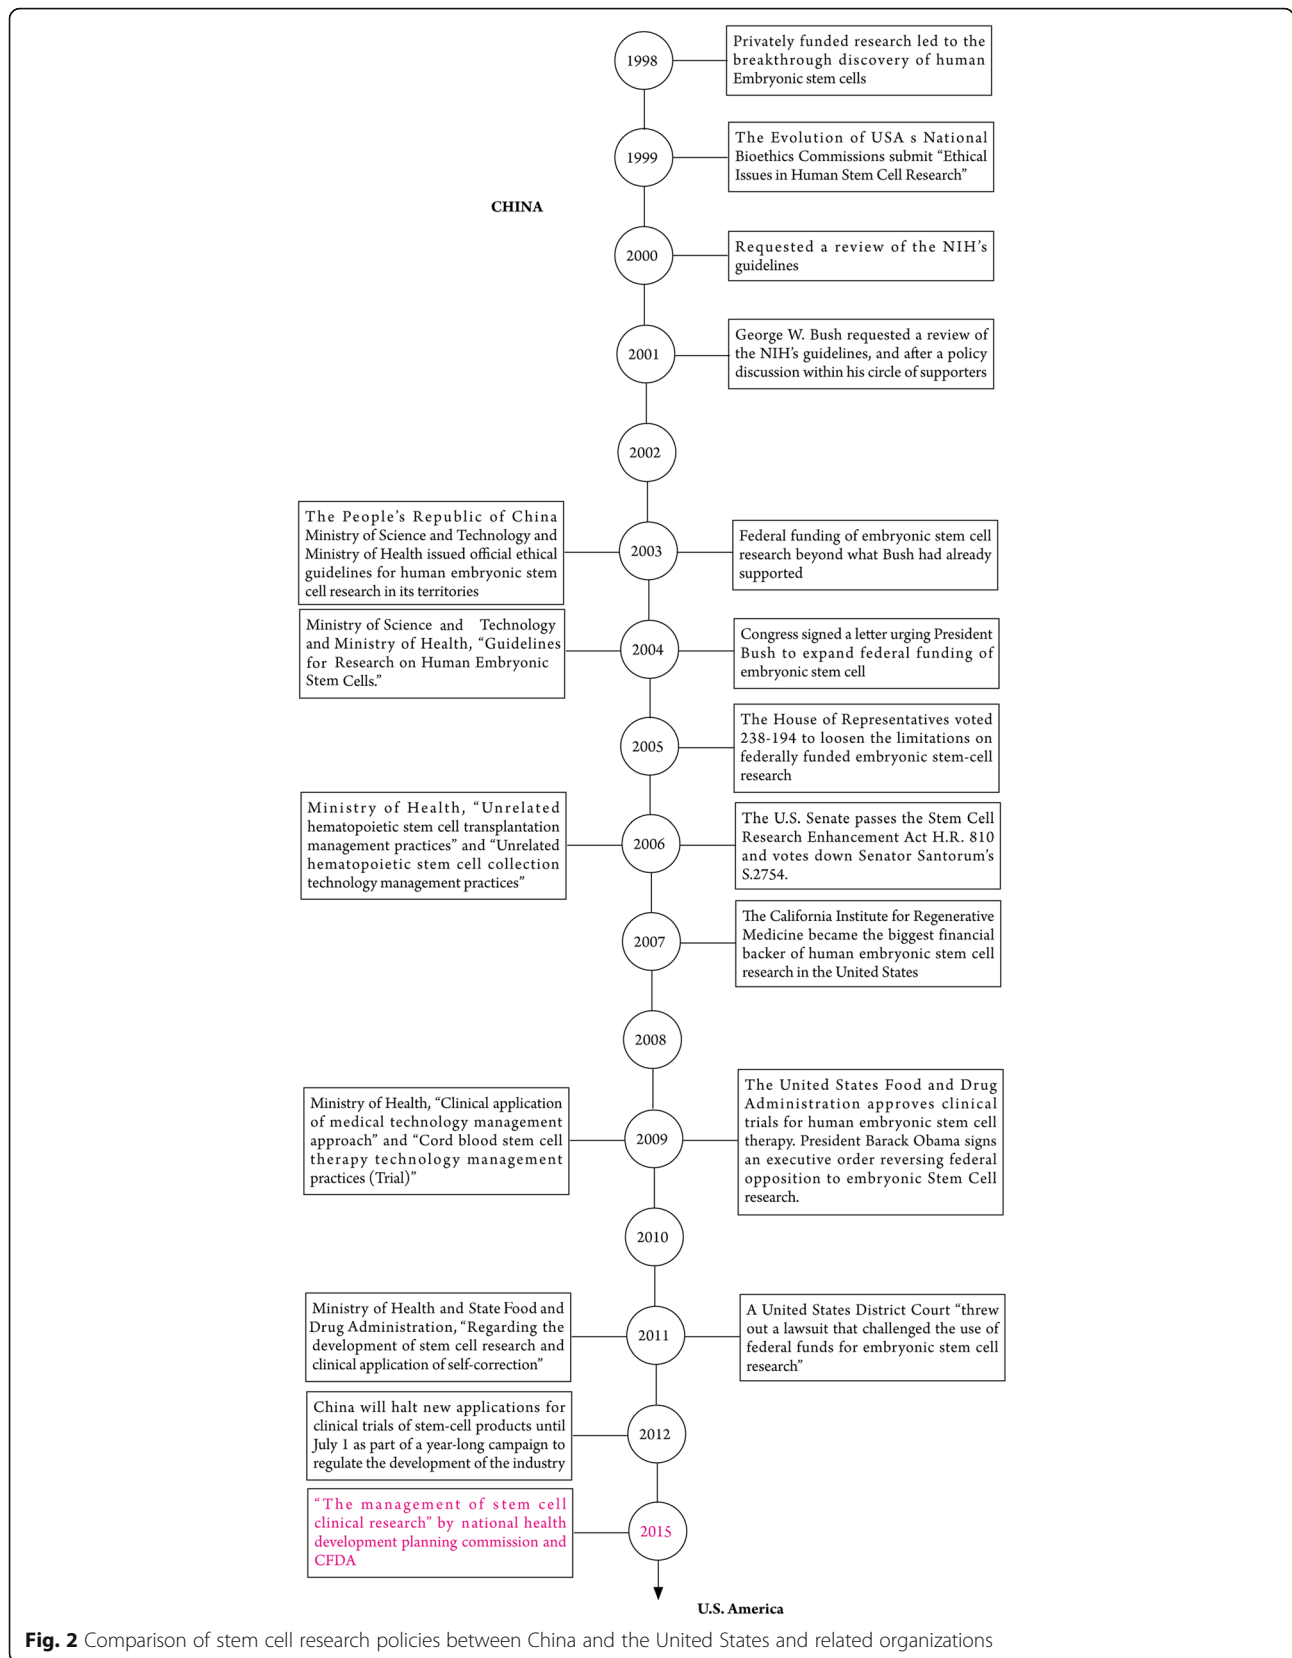 1998
Privately funded research led to the
breakthrough discovery of human
Embryonic stem cells
1999
The Evolution of USA s National
Bioethics Commissions submit “Ethical
Issues in Human Stem Cell Research”
CHINA
2000
Requested a review of the NIH’s
guidelines
2001
George W. Bush requested a review of
the NIH’s guidelines, and after a policy
discussion within his circle of supporters
2002
The People’s Republic of China
Ministry of Science and Technology and
Ministry of Health issued official ethical
guidelines for human embryonic stem
cell research in its territories
2003
Federal funding of embryonic stem cell
research beyond what Bush had already
supported
Ministry of Science and Technology
and Ministry of Health, “Guidelines
for Research on Human Embryonic
Stem Cells.”
2004
Congress signed a letter urging President
Bush to expand federal funding of
embryonic stem cell
2005
The House of Representatives voted
238-194 to loosen the limitations on
federally funded embryonic stem-cell
research
Ministry of Health, “Unrelated
hematopoietic stem cell transplantation
management practices” and “Unrelated
hematopoietic stem cell collection
technology management practices”
2006
The U.S. Senate passes the Stem Cell
Research Enhancement Act H.R. 810
and votes down Senator Santorum’s
S.2754.
2007
The California Institute for Regenerative
Medicine became the biggest financial
backer of human embryonic stem cell
research in the United States
2008
Ministry of Health, “Clinical application
of medical technology management
approach” and “Cord blood stem cell
therapy technology management
practices (Trial)”
2009
The United States Food and Drug
Administration approves clinical
trials for human embryonic stem cell
therapy. President Barack Obama signs
an executive order reversing federal
opposition to embryonic Stem Cell
research.
2010
Ministry of Health and State Food and
Drug Administration, “Regarding the
development of stem cell research and
clinical application of self-correction”
2011
A United States District Court “threw
out a lawsuit that challenged the use of
federal funds for embryonic stem cell
research”
China will halt new applications for
clinical trials of stem-cell products until
July 1 as part of a year-long campaign to
regulate the development of the industry
2012
“The management of stem cell
clinical research” by national health
development planning commission and
CFDA
2015
U.S. America
Fig. 2 Comparison of stem cell research policies between China and the United States and related organizations